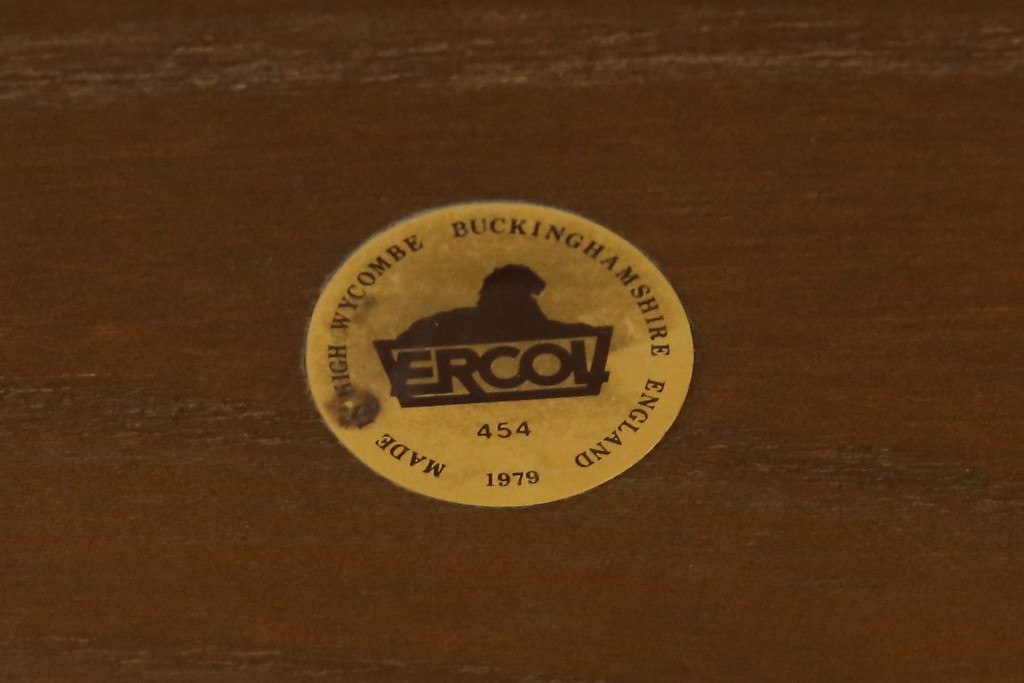 MADE HIGH WYCOMBE BUCKINGHAMSHIRE ENGLAND
ERCOL
454
1979